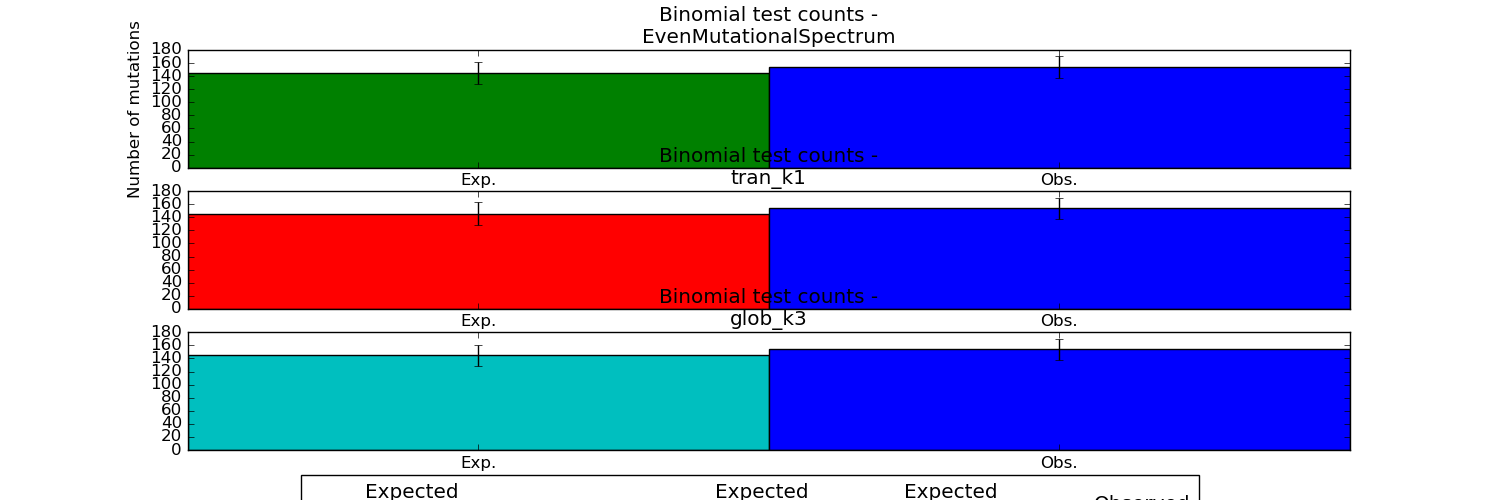 Binomial test counts -
EvenMutationalSpectrum
Number of mutations
180
160
140
120
100
80
60
40
20
0
Exp. Obs.
Binomial test counts -
tran_k1
180
160
140
120
100
80
60
40
20
0
Exp. Obs.
Binomial test counts -
glob_k3
180
160
140
120
100
80
60
40
20
0
Exp. Obs.
Expected Expected Expected
Observed